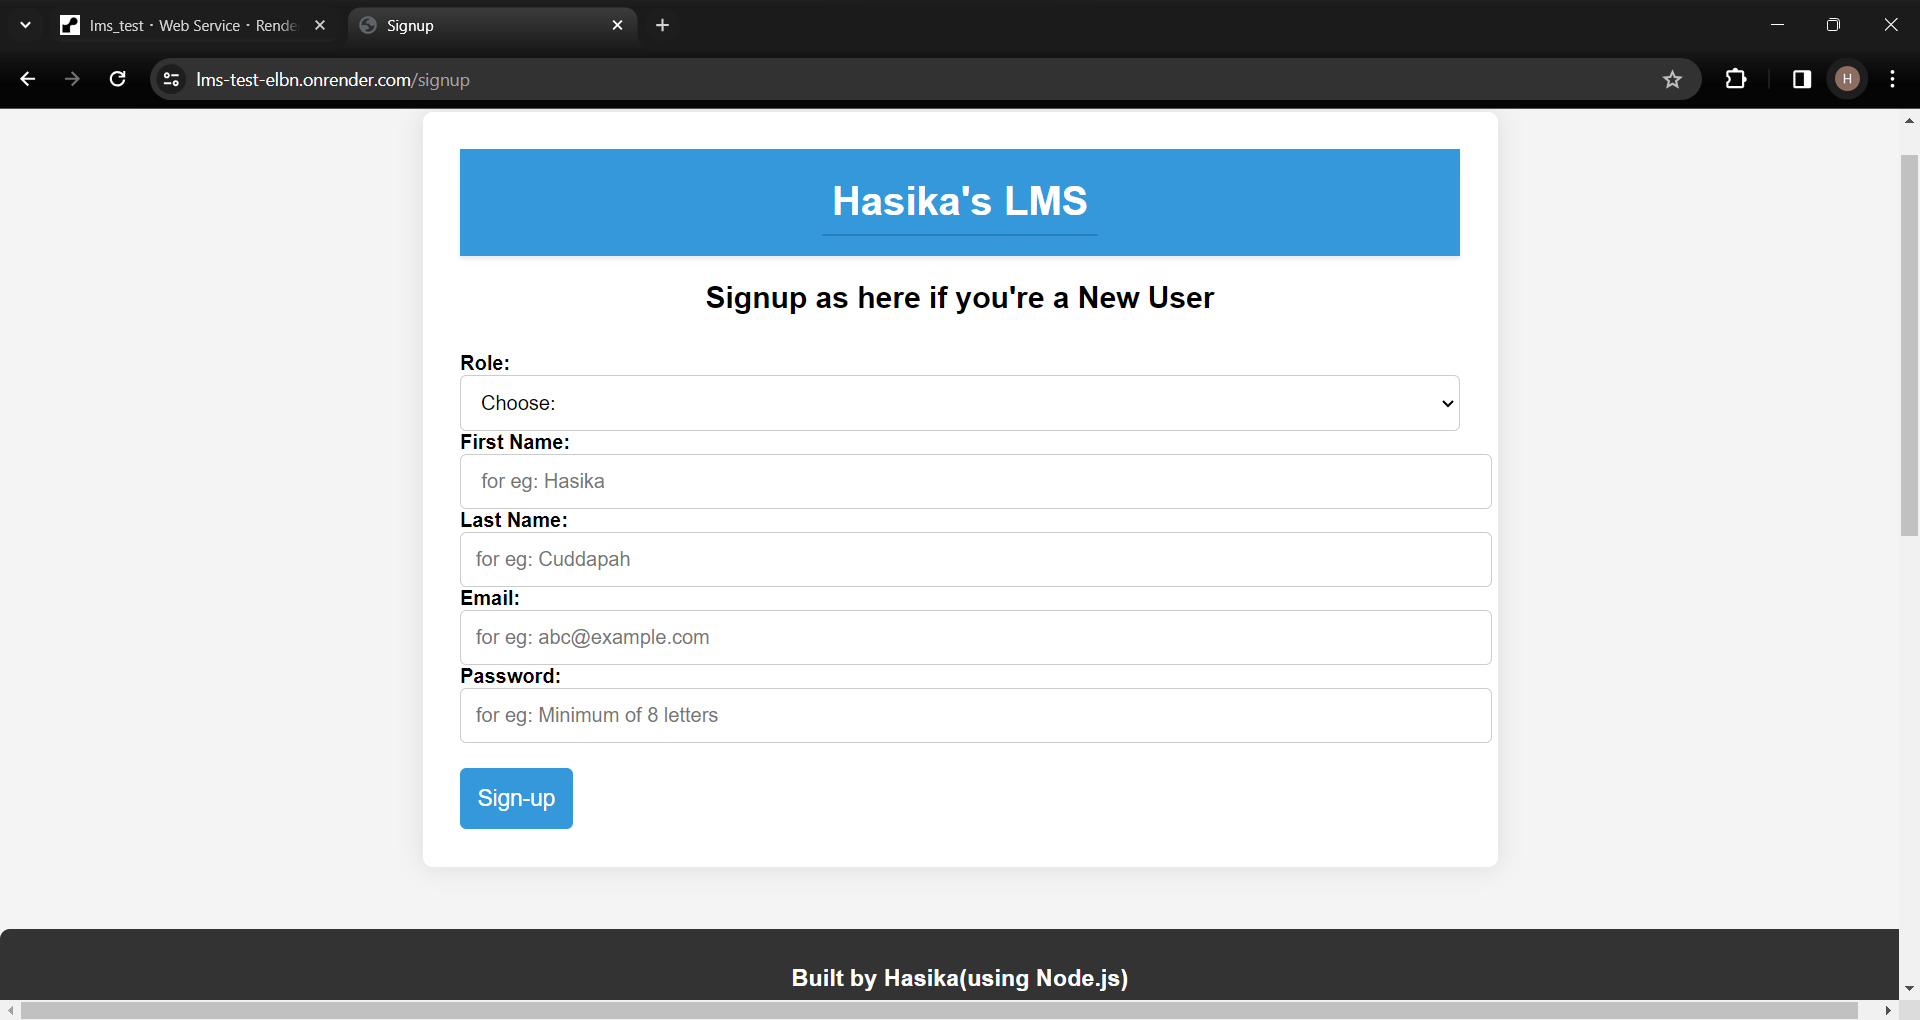 lms_test · Web Service · Rende
Signup
lms-test-elbn.onrender.com/signup
H
Hasika's LMS
Signup as here if you're a New User
Role:
Choose:
First Name:
for eg: Hasika
Last Name:
for eg: Cuddapah
Email:
for eg: abc@example.com
Password:
for eg: Minimum of 8 letters
Sign-up
Built by Hasika(using Node.js)